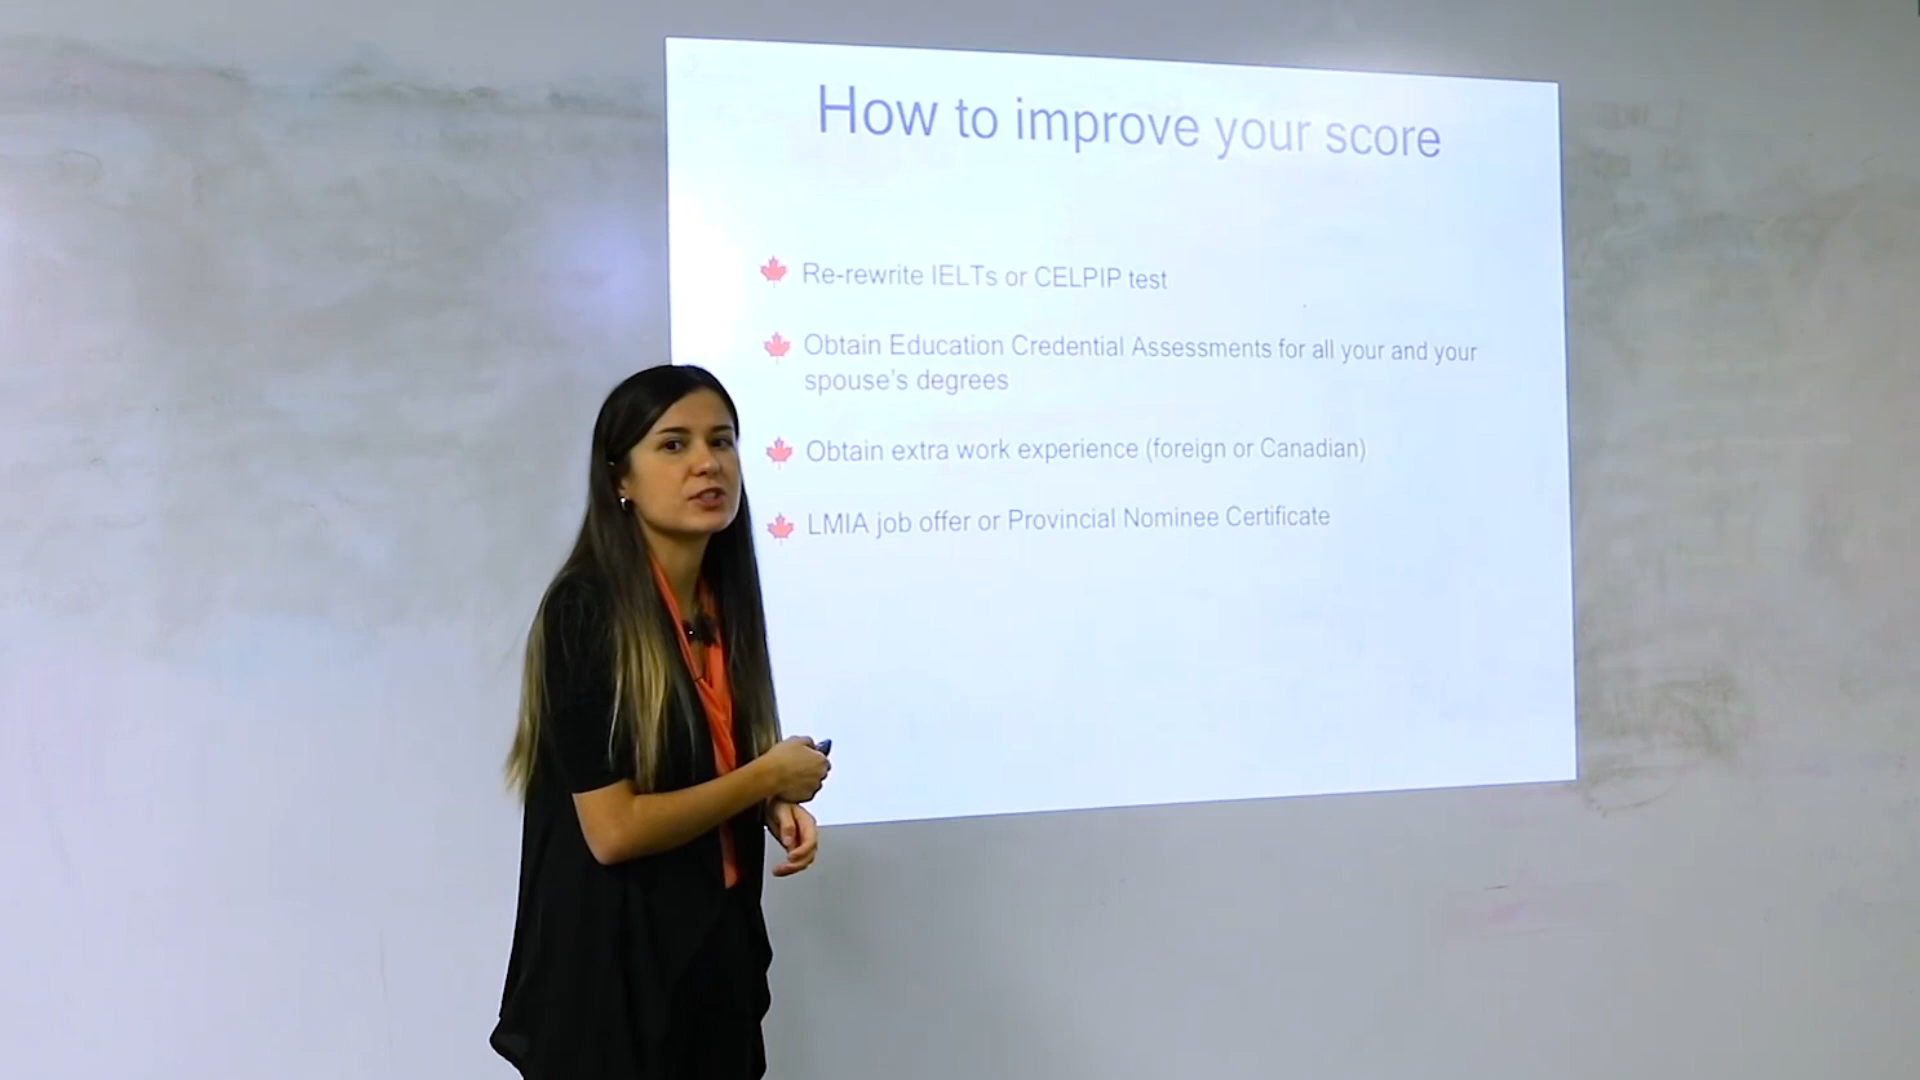 How to improve your score
Re-rewrite IELTs or CELPIP test
Obtain Education Credential Assessments for all your and your
spouse's degrees
Obtain extra work experience (foreign or Canadian)
LMIA job offer or Provincial Nominee Certificate